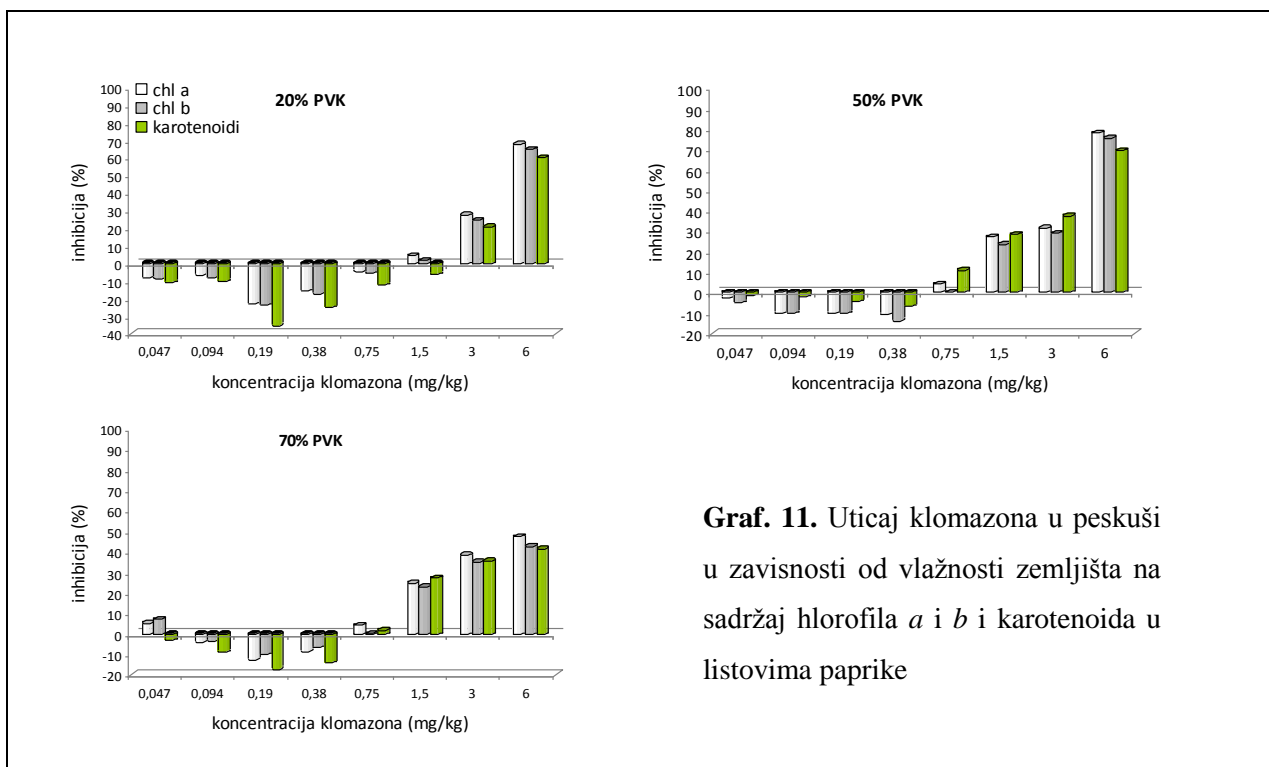 20% PVK
chl a
chl b
karotenoidi
inhibicija (%)
100
90
80
70
60
50
40
30
20
10
0
-10
-20
-30
-40
0,047 0,094 0,19 0,38 0,75 1,5 3 6
koncentracija klomazona (mg/kg)
50% PVK
inhibicija (%)
100
90
80
70
60
50
40
30
20
10
0
-10
-20
0,047 0,094 0,19 0,38 0,75 1,5 3 6
koncentracija klomazona (mg/kg)
70% PVK
inhibicija (%)
100
90
80
70
60
50
40
30
20
10
0
-10
-20
0,047 0,094 0,19 0,38 0,75 1,5 3 6
koncentracija klomazona (mg/kg)
Graf. 11. Uticaj klomazona u peskuši
u zavisnosti od vlažnosti zemljišta na
sadržaj hlorofila a i b i karotenoida u
listovima paprike